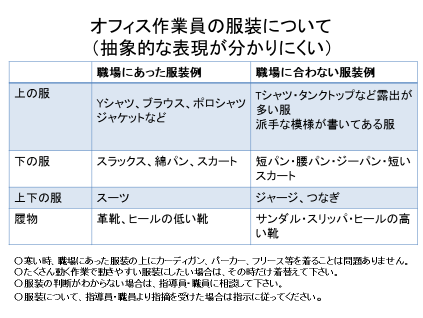 オフィス作業員の服装について
（抽象的な表現が分かりにくい）
職場にあった服装例
職場に合わない服装例
上の服
Yシャツ、ブラウス、ポロシャツ
ジャケットなど
Tシャツ・タンクトップなど露出が
多い服
派手な模様が書いてある服
下の服
スラックス、綿パン、スカート
短パン・腰パン・ジーパン・短い
スカート
上下の服
スーツ
ジャージ、つなぎ
履物
革靴、ヒールの低い靴
サンダル・スリッパ・ヒールの高
い靴
○寒い時、職場にあった服装の上にカーディガン、パーカー、フリース等を着ることは問題ありません。
○たくさん動く作業で動きやすい服装にしたい場合は、その時だけ着替えて下さい。
○服装の判断がわからない場合は、指導員・職員に相談して下さい。
○服装について、指導員・職員より指摘を受けた場合は指示に従ってください。